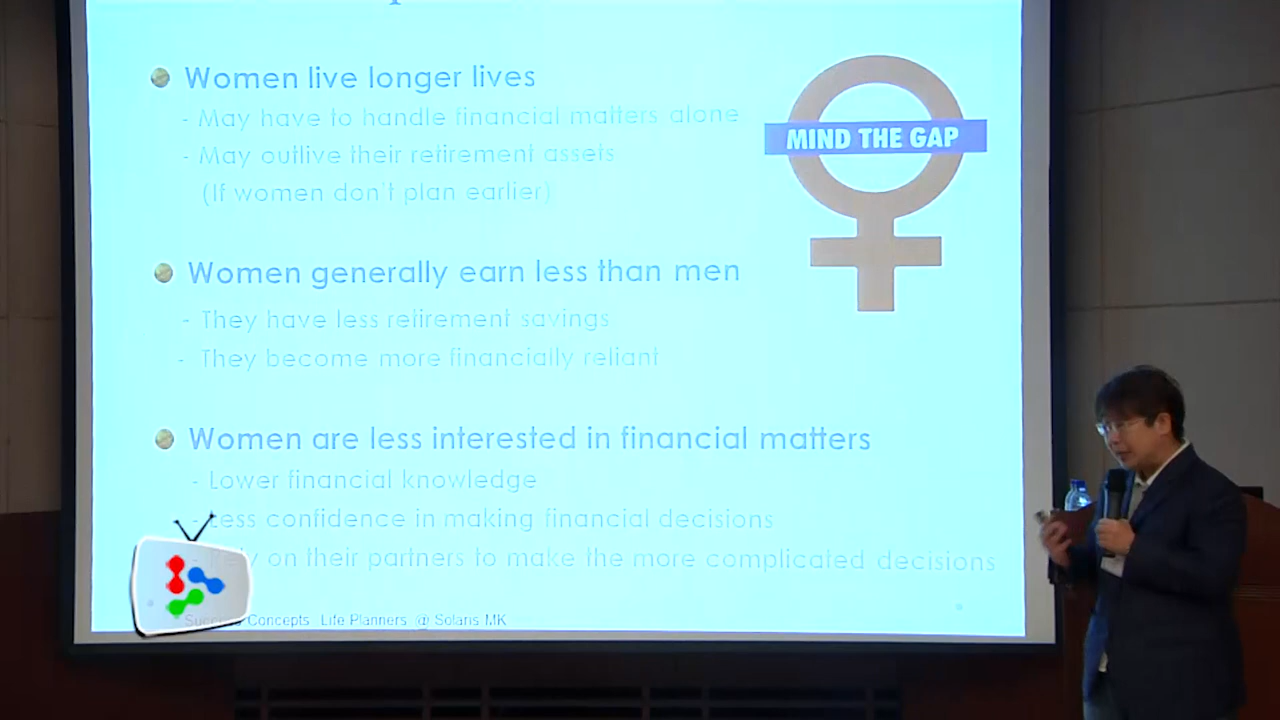 Women live longer lives
- May have to handle financial matters alone
- May outlive their retirement assets
(If women don't plan earlier)
MIND THE GAP
Women generally earn less than men
- They have less retirement savings
- They become more financially reliant
Women are less interested in financial matters
- Lower financial knowledge
- Less confidence in making financial decisions
Rely on their partners to make the more complicated decisions
Concepts Life Planners @ Solaris MK